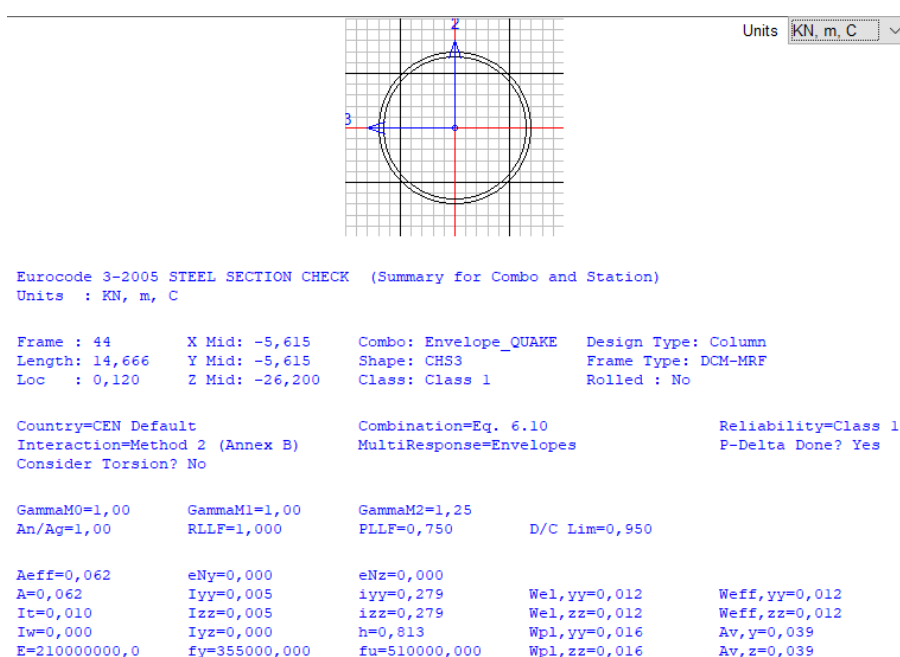 Units KN, m, C
2
3
Eurocode 3-2005 STEEL SECTION CHECK (Summary for Combo and Station)
Units : KN, m, C
Frame : 44 X Mid: -5,615 Combo: Envelope_QUAKE Design Type: Column
Length: 14,666 Y Mid: -5,615 Shape: CHS3 Frame Type: DCM-MRF
Loc : 0,120 Z Mid: -26,200 Class: Class 1 Rolled : No
Country=CEN Default Combination=Eq. 6.10 Reliability=Class 1
Interaction=Method 2 (Annex B) MultiResponse=Envelopes P-Delta Done? Yes
Consider Torsion? No
GammaM0=1,00 GammaM1=1,00 GammaM2=1,25
An/Ag=1,00 RLLF=1,000 PLLF=0,750 D/C Lim=0,950
Aeff=0,062 eNy=0,000 eNz=0,000
A=0,062 Iyy=0,005 iyy=0,279 Wel,yy=0,012 Weff,yy=0,012
It=0,010 Izz=0,005 izz=0,279 Wel,zz=0,012 Weff,zz=0,012
Iw=0,000 Iyz=0,000 h=0,813 Wpl,yy=0,016 Av,y=0,039
E=210000000,0 fy=355000,000 fu=510000,000 Wpl,zz=0,016 Av,z=0,039